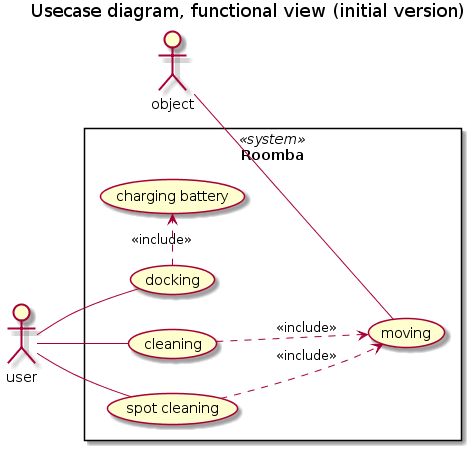 Usecase diagram, functional view (initial version)
object
«system»
Roomba
charging battery
«include»
docking
user
cleaning
«include»
moving
«include»
spot cleaning